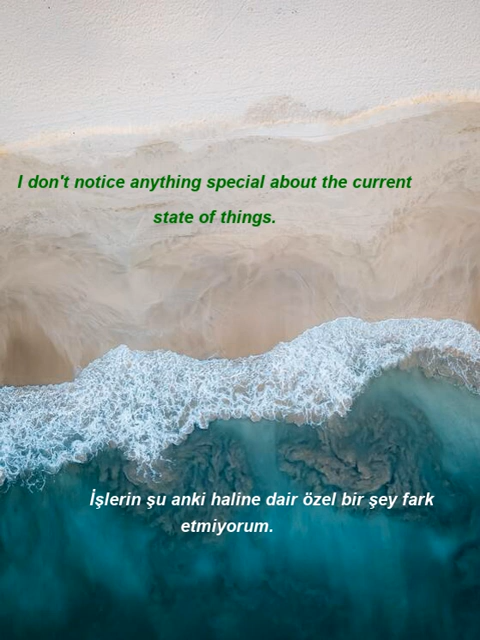 I don't notice anything special about the current
state of things.
İşlerin şu anki haline dair özel bir şey fark
etmiyorum.